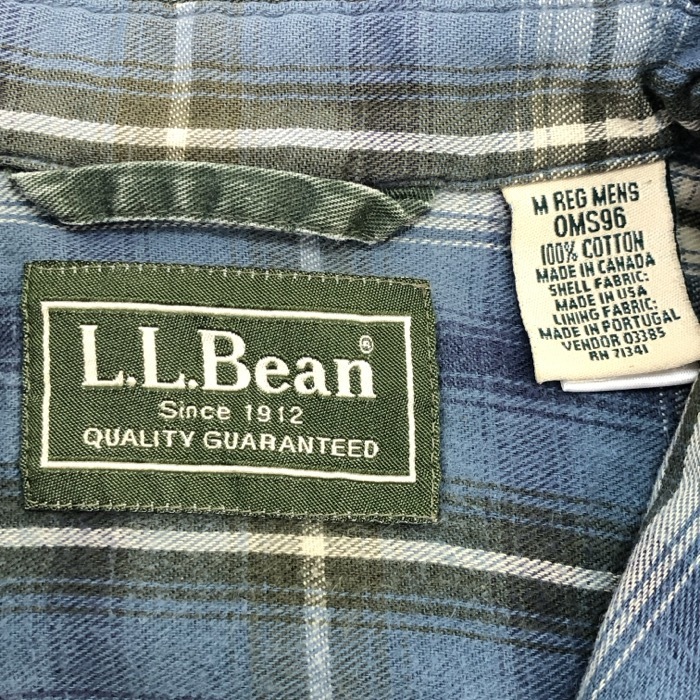 M REG MENS
OMS96
100% COTTON
MADE IN CANADA
SHELL FABRIC:
MADE IN USA
LINING FABRIC:
MADE IN PORTUGAL
VENDOR 03385
RN 71341
L.L.Bean®
Since 1912
QUALITY GUARANTEED